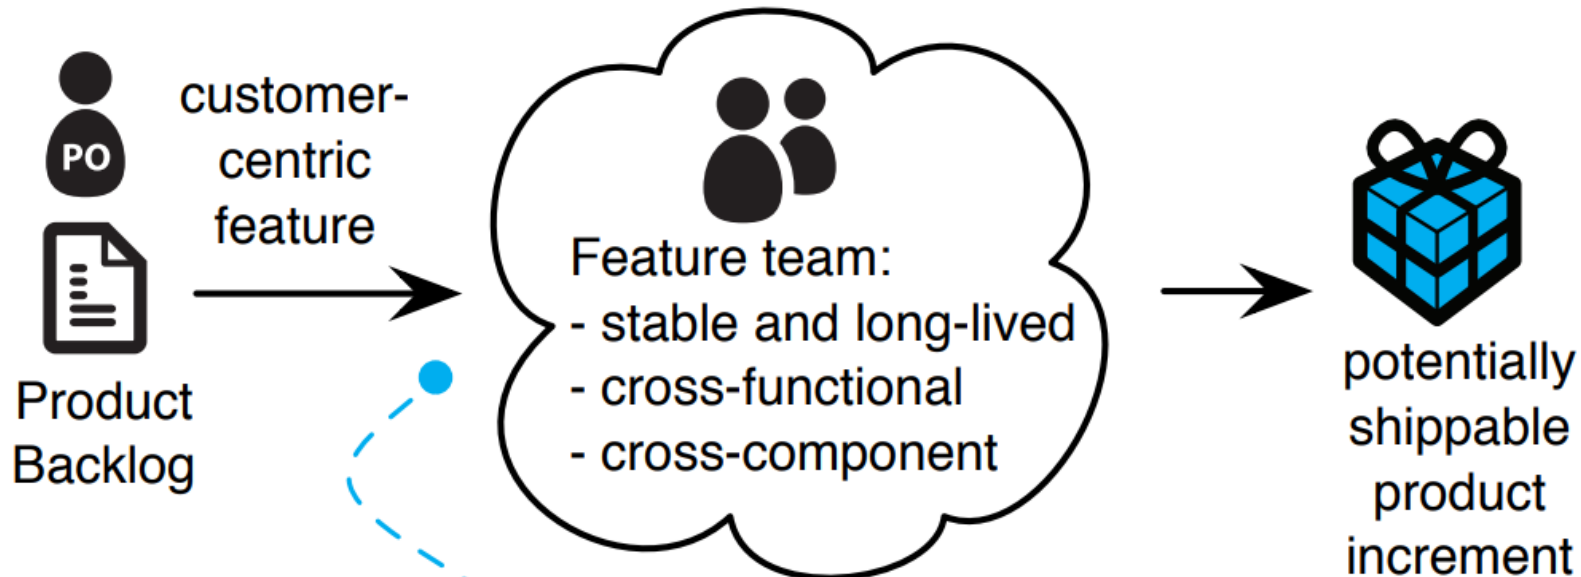 PO
Product
Backlog
customer-
centric
feature
Feature team:
- stable and long-lived
- cross-functional
- cross-component
potentially
shippable
product
increment